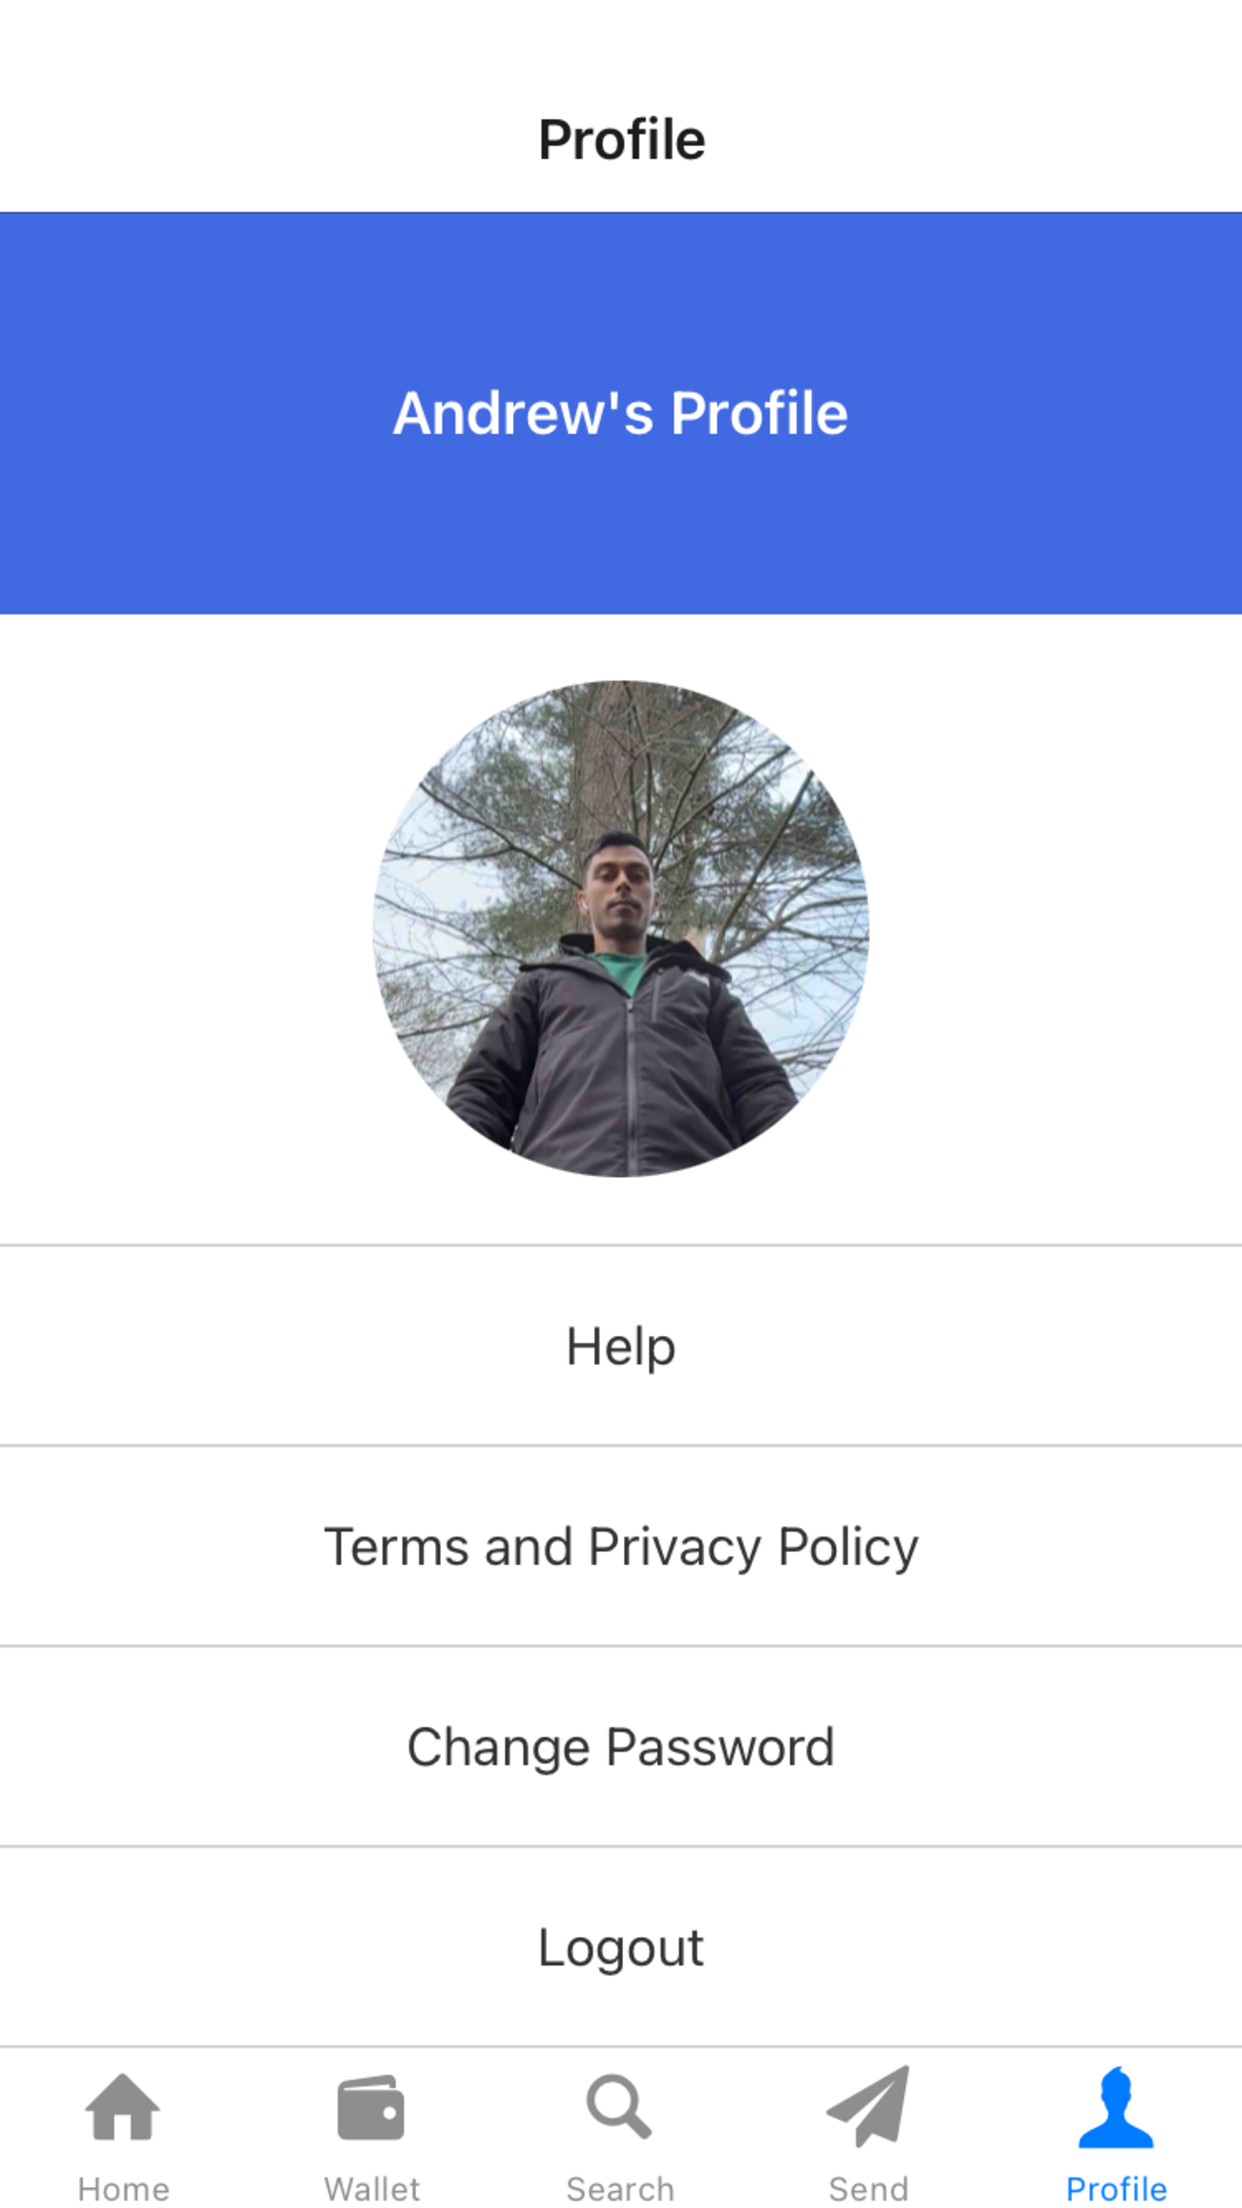 Profile
Andrew's Profile
Help
Terms and Privacy Policy
Change Password
Logout
Home
Wallet
Search
Send
Profile